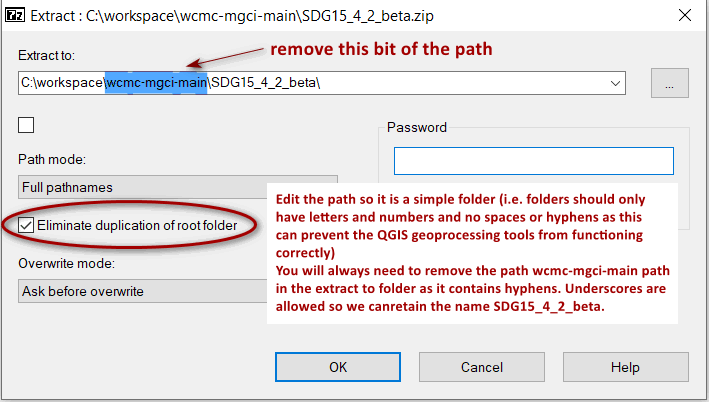 Extract : C:\workspace\wcmc-mgci-main\SDG15_4_2_beta.zip
remove this bit of the path
Extract to:
C:\workspace\wcmc-mgci-main\SDG15_4_2_beta\
...
Password
Path mode:
Full pathnames
Eliminate duplication of root folder
Overwrite mode:
Ask before overwrite
Edit the path so it is a simple folder (i.e. folders should only
have letters and numbers and no spaces or hyphens as this
can prevent the QGIS geoprocessing tools from functioning
correctly)
You will always need to remove the path wcmc-mgci-main path
in the extract to folder as it contains hyphens. Underscores are
allowed so we canretain the name SDG15_4_2_beta.
OK
Cancel
Help